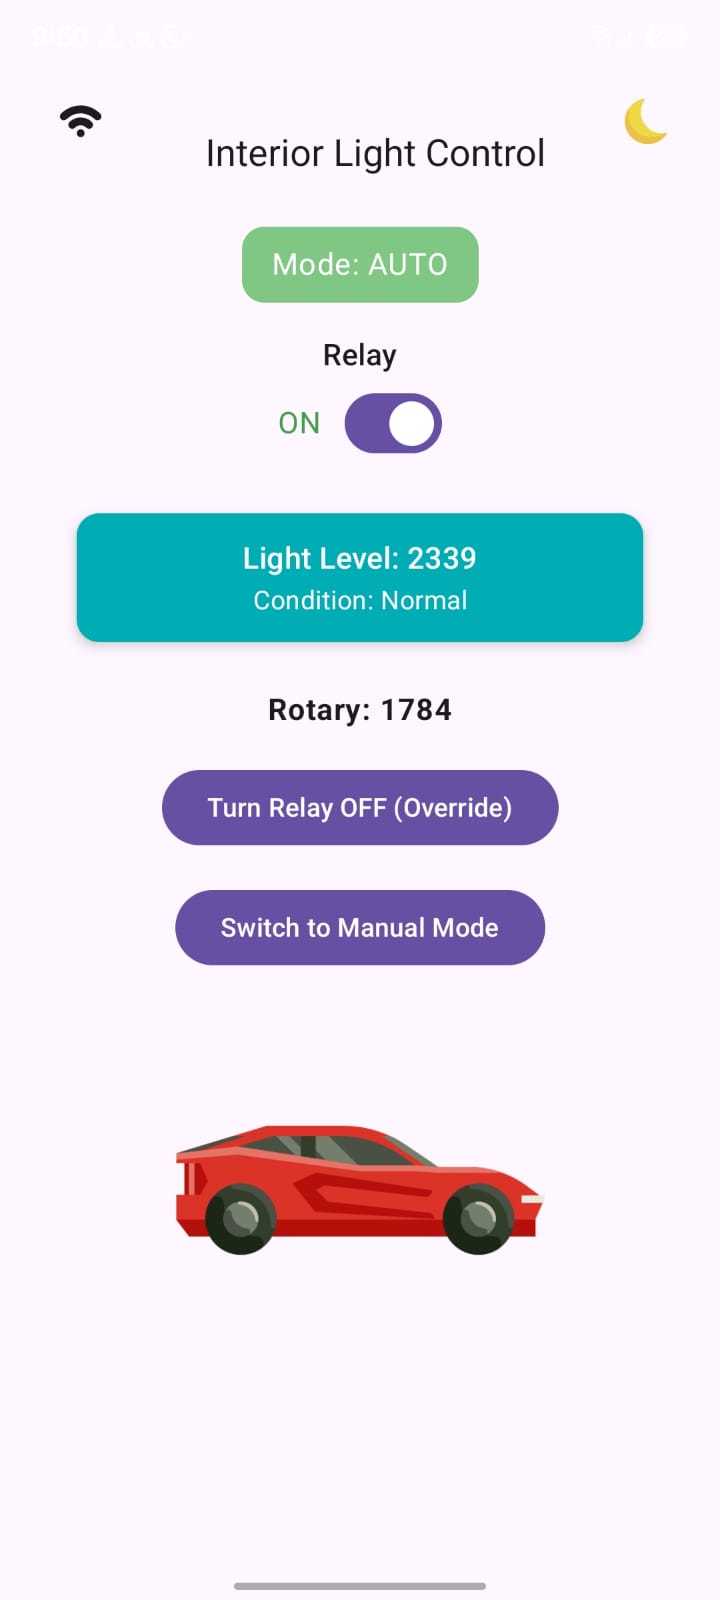 9:50
Interior Light Control
Mode: AUTO
Relay
ON
Light Level: 2339
Condition: Normal
Rotary: 1784
Turn Relay OFF (Override)
Switch to Manual Mode